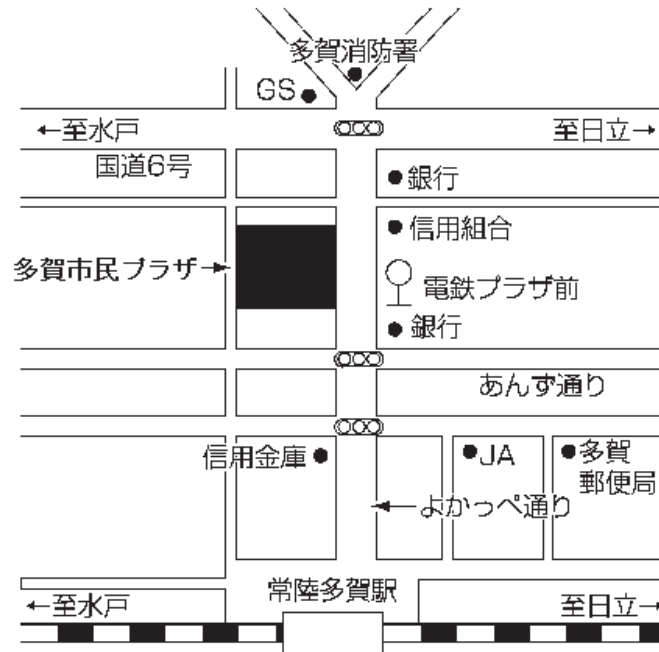 多賀消防署
GS
←至水戸
至日立→
国道6号
銀行
信用組合
多賀市民プラザ→
電鉄プラザ前
銀行
あんず通り
信用金庫
JA
多賀
郵便局
←よかっぺ通り
常陸多賀駅
←至水戸
至日立→